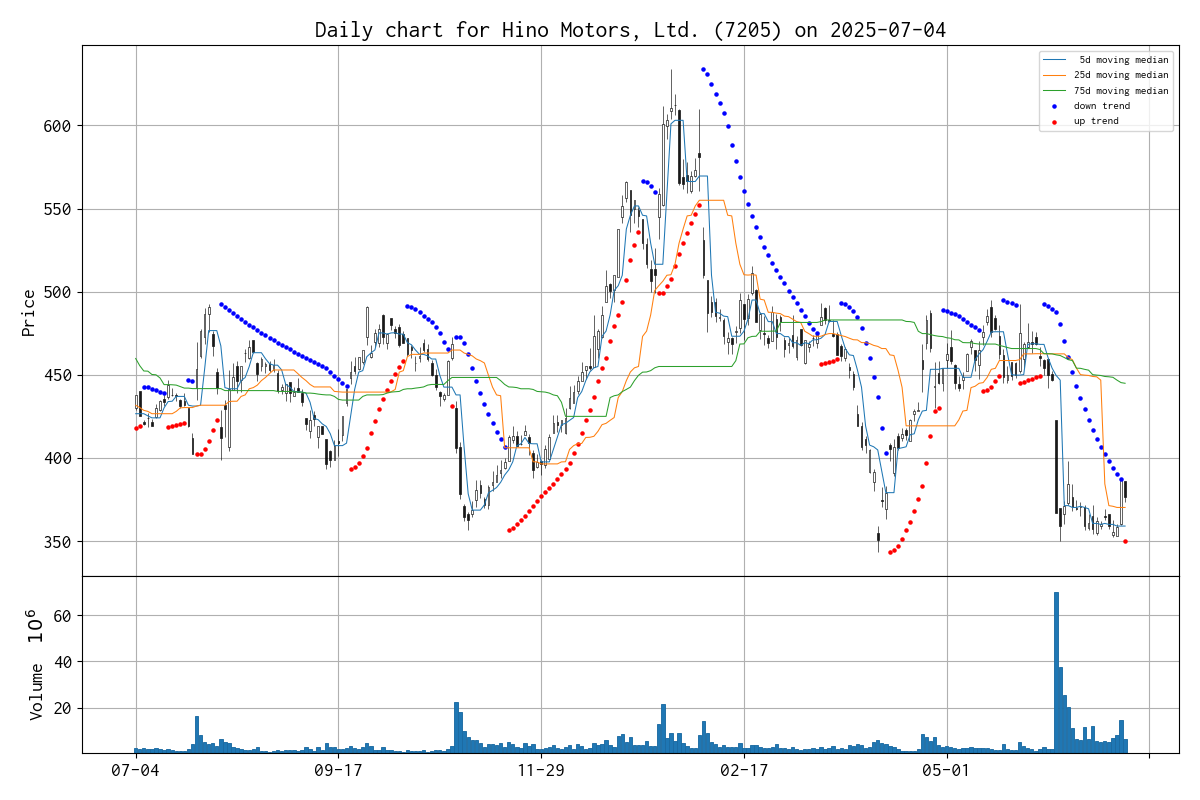 Daily chart for Hino Motors, Ltd. (7205) on 2025-07-04
5d moving median
25d moving median
75d moving median
down trend
up trend
Price
600
550
500
450
400
350
Volume 10^6
60
40
20
07-04 09-17 11-29 02-17 05-01